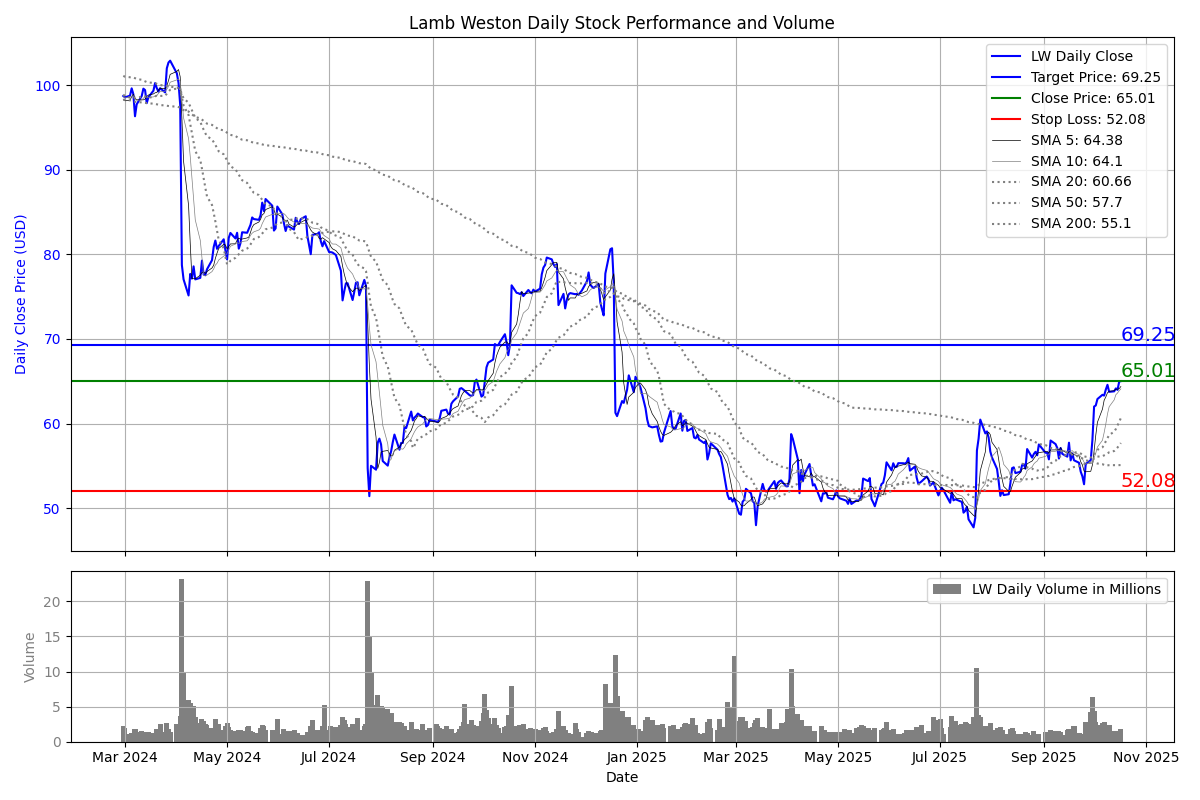 Lamb Weston Daily Stock Performance and Volume
Daily Close Price (USD)
100
90
80
70
60
50
LW Daily Close
Target Price: 69.25
Close Price: 65.01
Stop Loss: 52.08
SMA 5: 64.38
SMA 10: 64.1
SMA 20: 60.66
SMA 50: 57.7
SMA 200: 55.1
69.25
65.01
52.08
Volume
20
15
10
5
0
LW Daily Volume in Millions
Mar 2024
May 2024
Jul 2024
Sep 2024
Nov 2024
Jan 2025
Mar 2025
May 2025
Jul 2025
Sep 2025
Nov 2025
Date